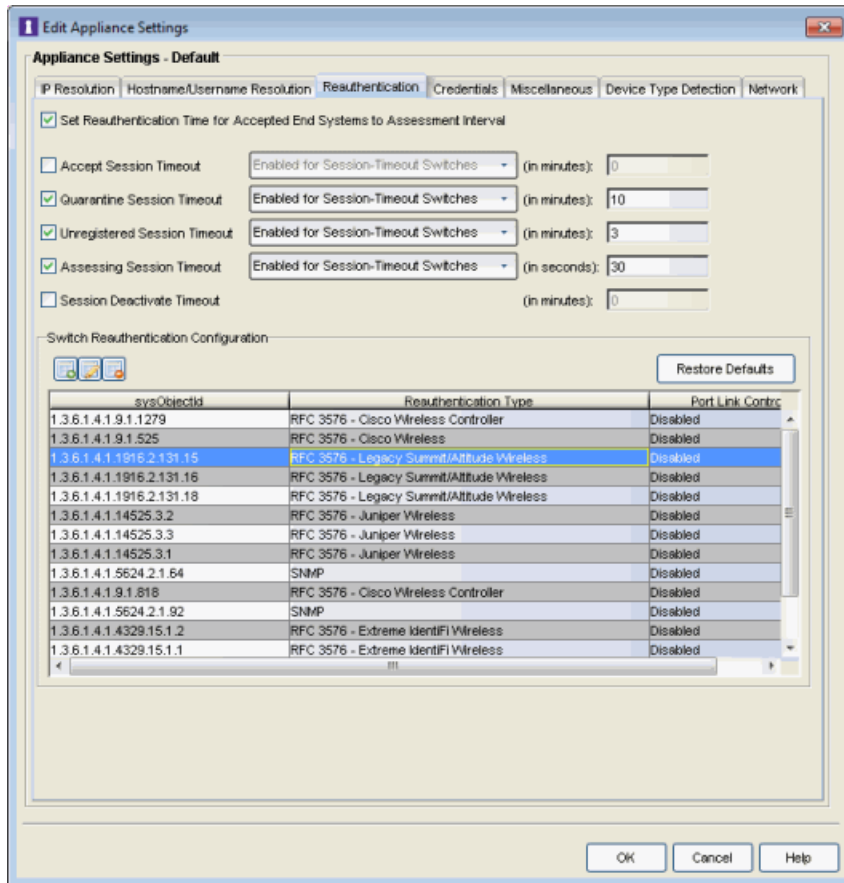 Edit Appliance Settings
Appliance Settings - Default
IP Resolution Hostname/Username Resolution Reauthentication Credentials Miscellaneous Device Type Detection Network
Set Reauthentication Time for Accepted End Systems to Assessment Interval
Accept Session Timeout Enabled for Session-Timeout Switches (in minutes): 0
Quarantine Session Timeout Enabled for Session-Timeout Switches (in minutes): 10
Unregistered Session Timeout Enabled for Session-Timeout Switches (in minutes): 3
Assessing Session Timeout Enabled for Session-Timeout Switches (in seconds): 30
Session Deactivate Timeout (in minutes): 0
Switch Reauthentication Configuration
Restore Defaults
sysObjectId Reauthentication Type Port Link Contro
1.3.6.1.4.1.9.1.1279 RFC 3576 - Cisco Wireless Controller Disabled
1.3.6.1.4.1.9.1.525 RFC 3576 - Cisco Wireless Disabled
1.3.6.1.4.1.1916.2.131.15 RFC 3576 - Legacy Summit/Altitude Wireless Disabled
1.3.6.1.4.1.1916.2.131.16 RFC 3576 - Legacy Summit/Altitude Wireless Disabled
1.3.6.1.4.1.1916.2.131.18 RFC 3576 - Legacy Summit/Altitude Wireless Disabled
1.3.6.1.4.1.14525.3.2 RFC 3576 - Juniper Wireless Disabled
1.3.6.1.4.1.14525.3.3 RFC 3576 - Juniper Wireless Disabled
1.3.6.1.4.1.14525.3.1 RFC 3576 - Juniper Wireless Disabled
1.3.6.1.4.1.5624.2.1.64 SNMP Disabled
1.3.6.1.4.1.9.1.818 RFC 3576 - Cisco Wireless Controller Disabled
1.3.6.1.4.1.5624.2.1.92 SNMP Disabled
1.3.6.1.4.1.4329.15.1.2 RFC 3576 - Extreme IdentiFi Wireless Disabled
1.3.6.1.4.1.4329.15.1.1 RFC 3576 - Extreme IdentiFi Wireless Disabled
OK Cancel Help